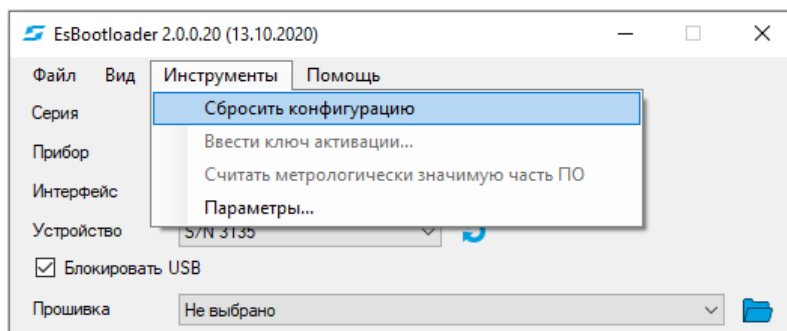 EsBootloader 2.0.0.20 (13.10.2020)
Файл Вид Инструменты Помощь
Серия
Сбросить конфигурацию
Прибор
Ввести ключ активации...
Считать метрологически значимую часть ПО
Интерфейс
Параметры...
Устройство S/N 3135
Блокировать USB
Прошивка Не выбрано